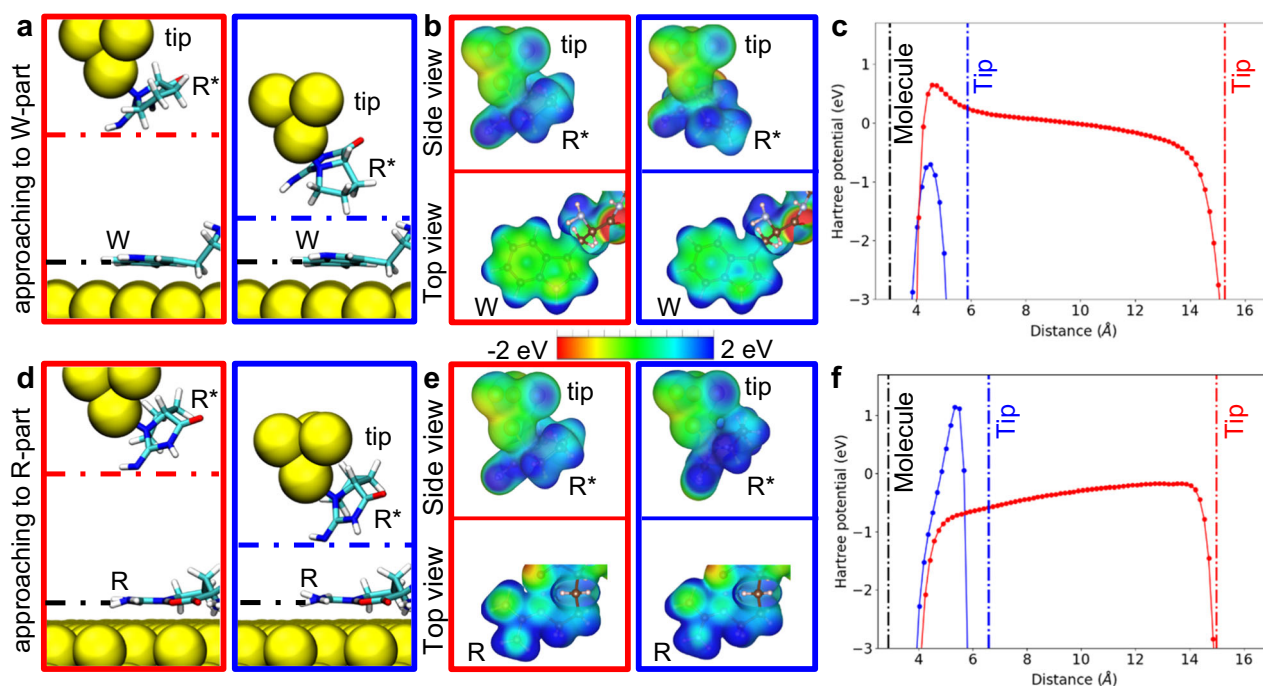 a
tip
R*
W
tip
R*
W
approaching to W-part
b
Side view
Top view
tip
R*
W
tip
R*
W
c
Hartree potential (eV)
1
0
−1
−2
−3
Molecule
Tip
Tip
4 6 8 10 12 14 16
Distance (Å)
-2 eV 2 eV
d
R*
R
tip
R*
R
approaching to R-part
e
Side view
Top view
tip
R*
R
tip
R*
R
f
Hartree potential (eV)
1
0
−1
−2
−3
Molecule
Tip
Tip
4 6 8 10 12 14 16
Distance (Å)